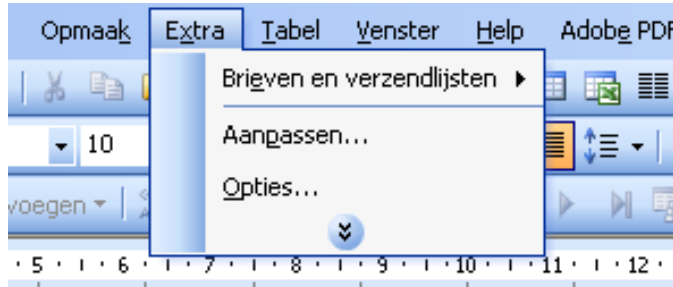 Opmaak Extra Tabel Venster Help Adobe PDF
Brieven en verzendlijsten
10
Aanpassen...
Opties...
voegen
5 6 7 8 9 10 11 12